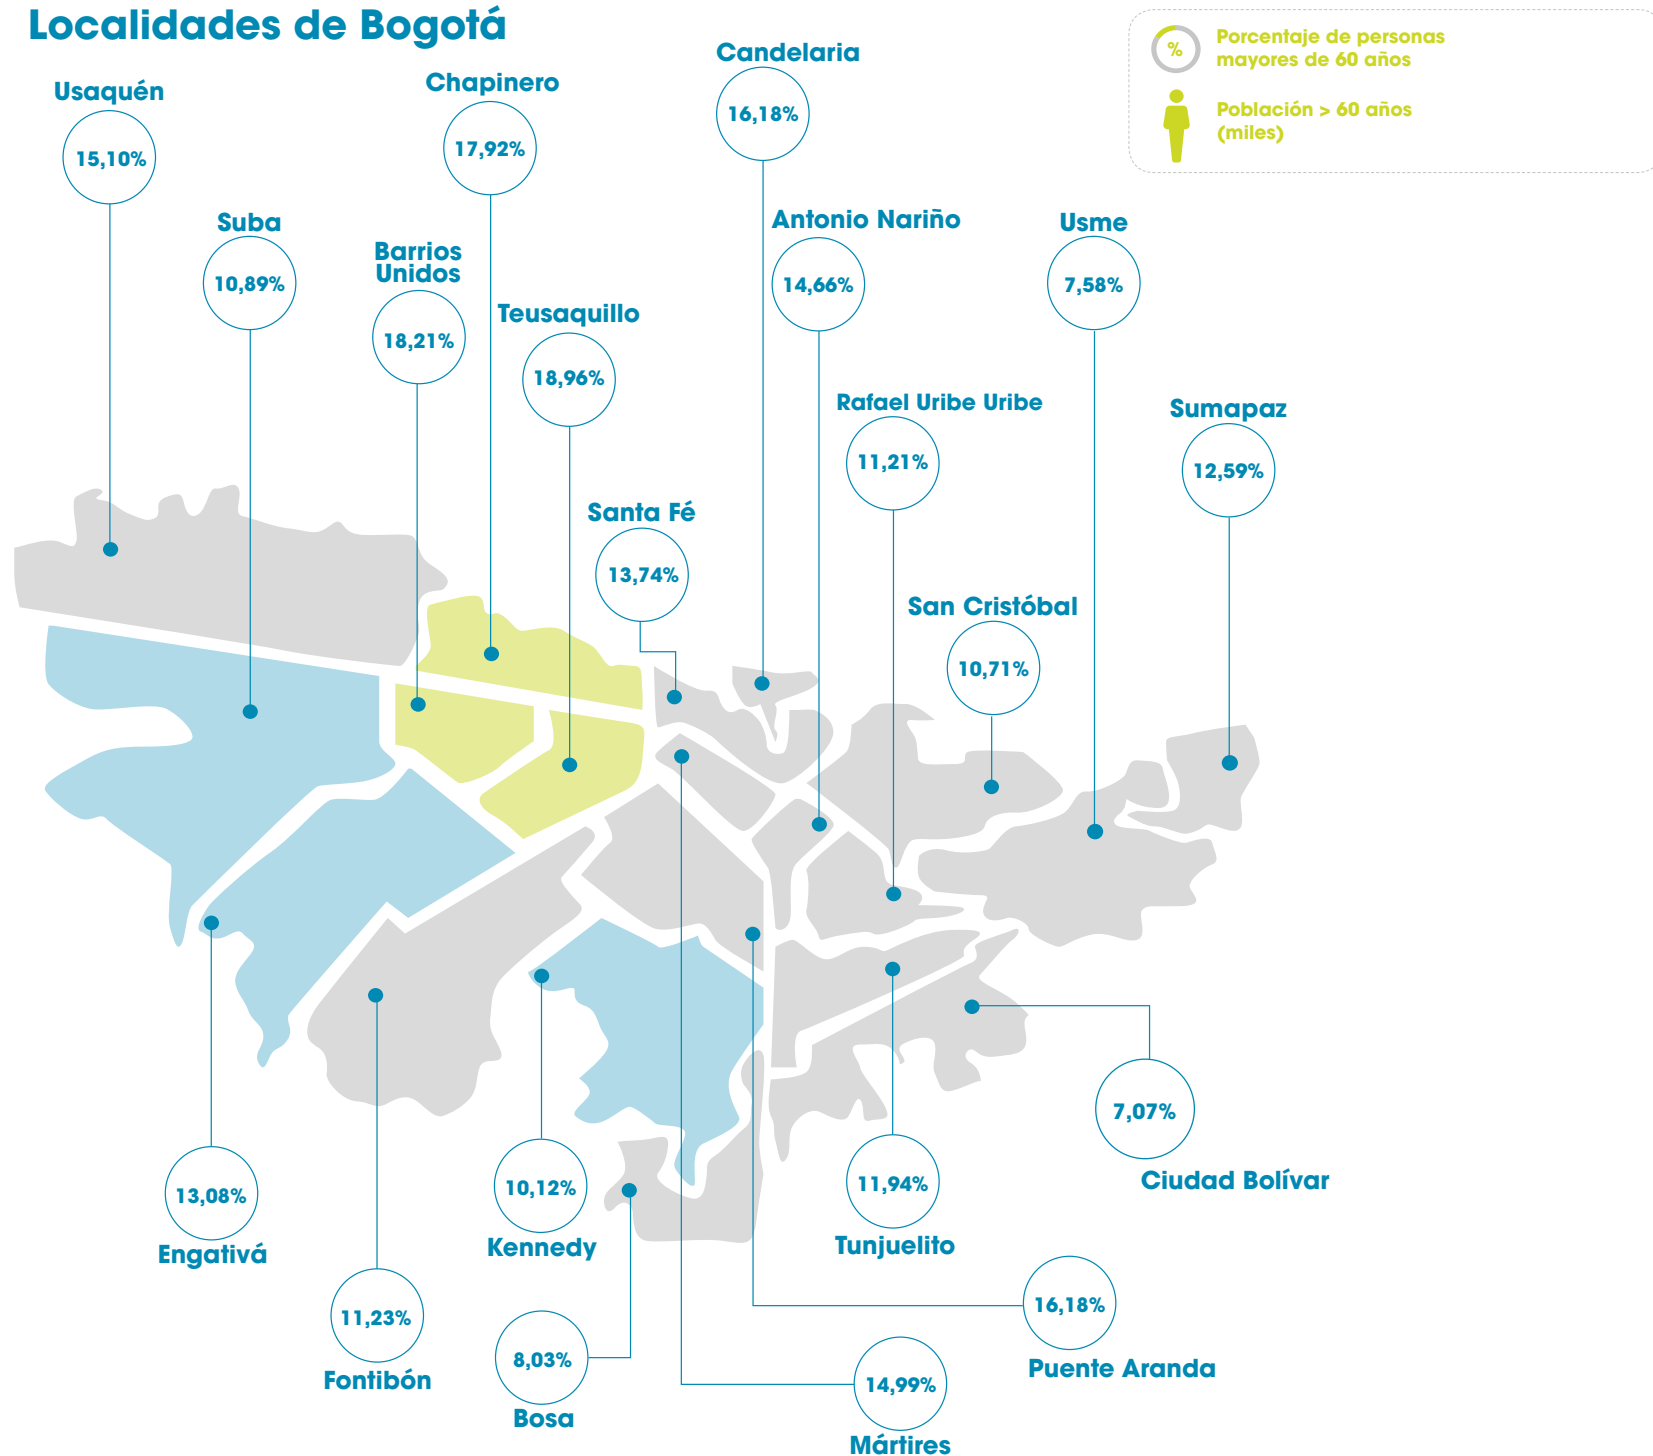 Localidades de Bogotá
%
Porcentaje de personas
mayores de 60 años
Población > 60 años
(miles)
Usaquén
15,10%
Suba
10,89%
Chapinero
17,92%
Barrios
Unidos
18,21%
Teusaquillo
18,96%
Candelaria
16,18%
Antonio Nariño
14,66%
Usme
7,58%
Rafael Uribe Uribe
11,21%
Sumapaz
12,59%
Santa Fé
13,74%
San Cristóbal
10,71%
13,08%
Engativá
11,23%
Fontibón
10,12%
Kennedy
8,03%
Bosa
11,94%
Tunjuelito
7,07%
Ciudad Bolívar
16,18%
Puente Aranda
14,99%
Mártires